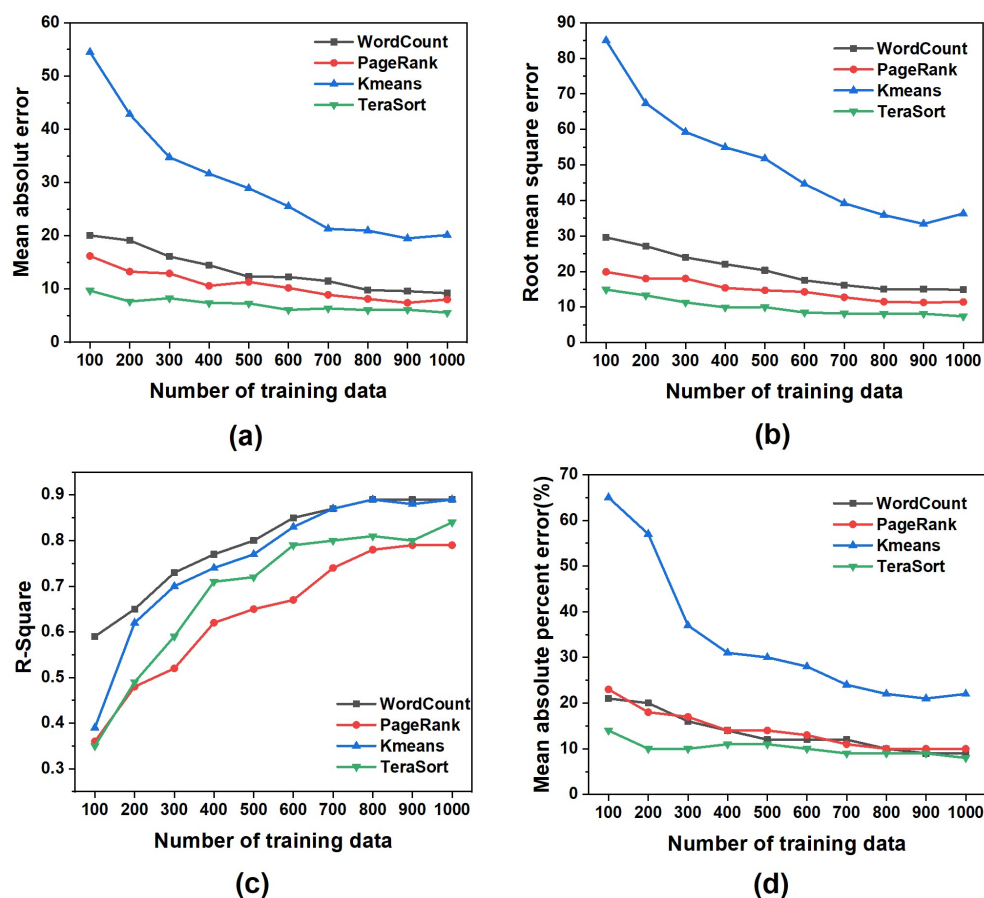 60
50
40
30
20
10
0
Mean absolut error
WordCount
PageRank
Kmeans
TeraSort
100 200 300 400 500 600 700 800 900 1000
Number of training data
(a)
90
80
70
60
50
40
30
20
10
0
Root mean square error
WordCount
PageRank
Kmeans
TeraSort
100 200 300 400 500 600 700 800 900 1000
Number of training data
(b)
0.9
0.8
0.7
0.6
0.5
0.4
0.3
R-Square
WordCount
PageRank
Kmeans
TeraSort
100 200 300 400 500 600 700 800 900 1000
Number of training data
(c)
70
60
50
40
30
20
10
0
Mean absolute percent error(%)
WordCount
PageRank
Kmeans
TeraSort
100 200 300 400 500 600 700 800 900 1000
Number of training data
(d)